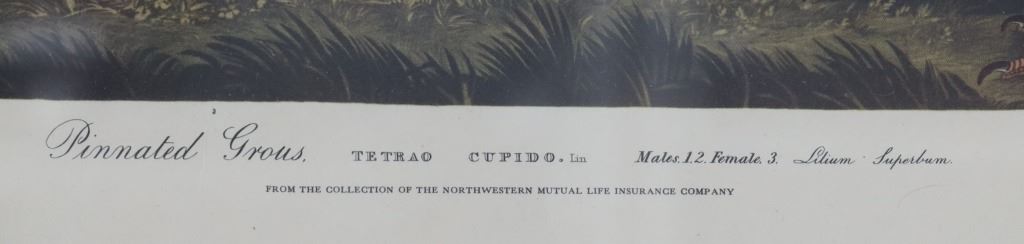 Pinnated Grous. TETRAO CUPIDO. Lin Males. 1.2. Female. 3. Lilium Superbum.
FROM THE COLLECTION OF THE NORTHWESTERN MUTUAL LIFE INSURANCE COMPANY